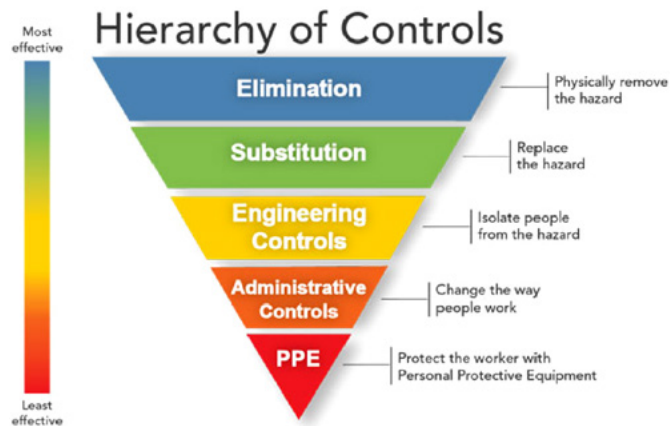 Hierarchy of Controls
Most
effective
Elimination
Physically remove
the hazard
Substitution
Replace
the hazard
Engineering
Controls
Isolate people
from the hazard
Administrative
Controls
Change the way
people work
PPE
Protect the worker with
Personal Protective Equipment
Least
effective